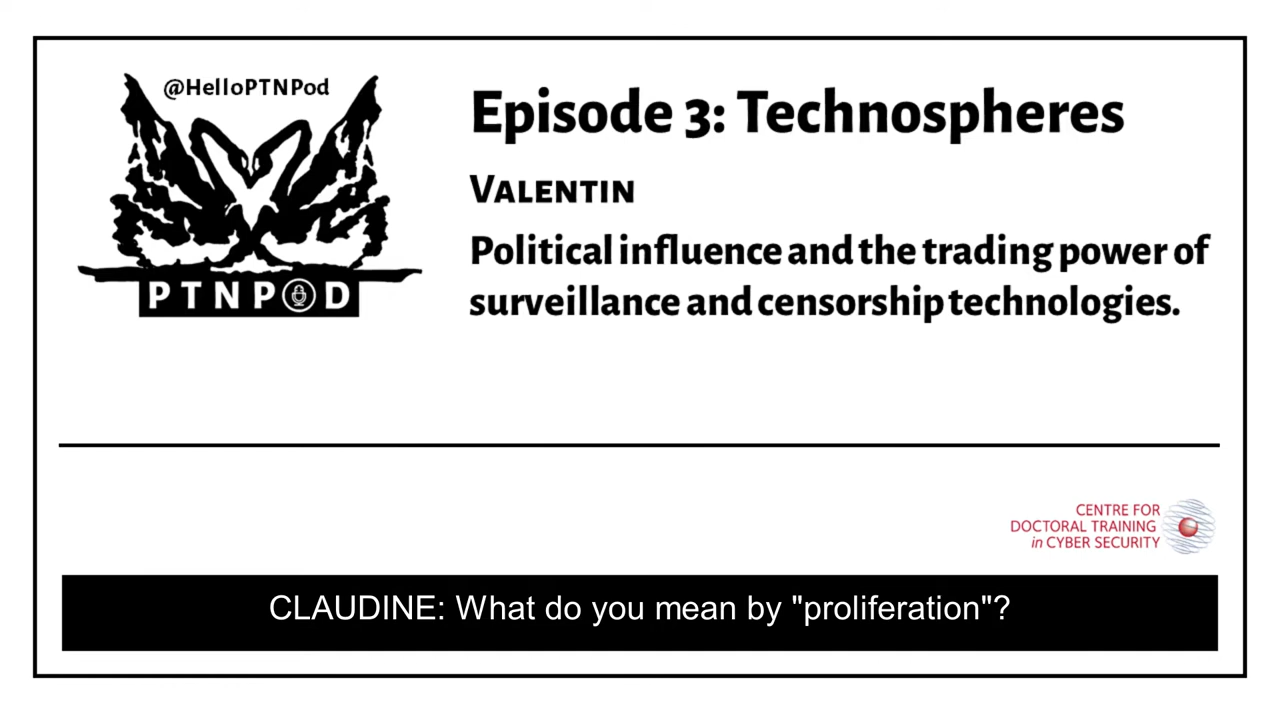 @HelloPTNPod
PTNPOD
Episode 3: Technospheres
VALENTIN
Political influence and the trading power of
surveillance and censorship technologies.
CENTRE FOR
DOCTORAL TRAINING
in CYBER SECURITY
CLAUDINE: What do you mean by "proliferation"?